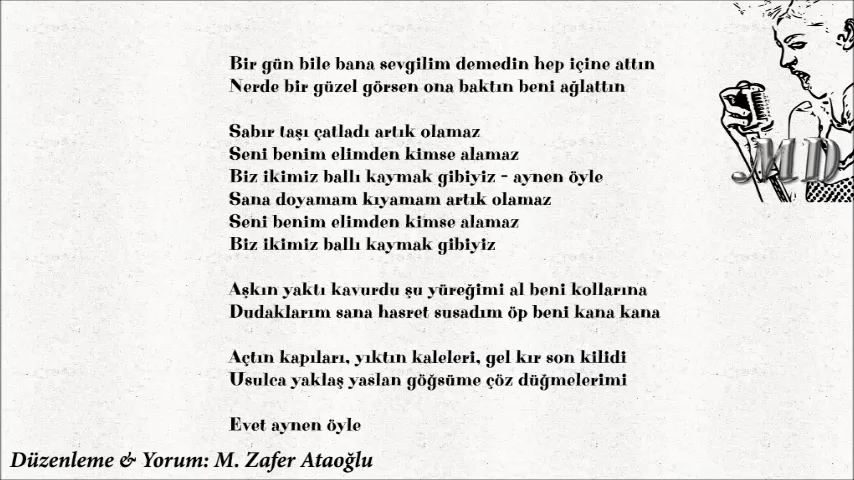 Bir gün bile bana sevgilim demedin hep içine attın
Nerde bir güzel görsen ona baktın beni ağlattın
Sabır taşı çatladı artık olamaz
Seni benim elimden kimse alamaz
Biz ikimiz ballı kaymak gibiyiz - aynen öyle
Sana doyamam kıyamam artık olamaz
Seni benim elimden kimse alamaz
Biz ikimiz ballı kaymak gibiyiz
Aşkın yaktı kavurdu şu yüreğimi al beni kollarına
Dudaklarım sana hasret susadım öp beni kana kana
Açtın kapıları, yıktın kaleleri, gel kır son kilidi
Usulca yaklaş yaslan göğsüme çöz düğmelerimi
Evet aynen öyle
Düzenleme & Yorum: M. Zafer Ataoğlu
MD